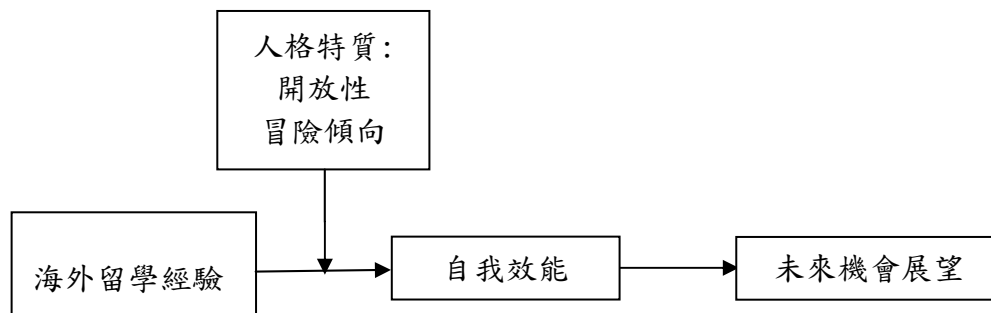 人格特質:
開放性
冒險傾向
海外留學經驗
自我效能
未來機會展望